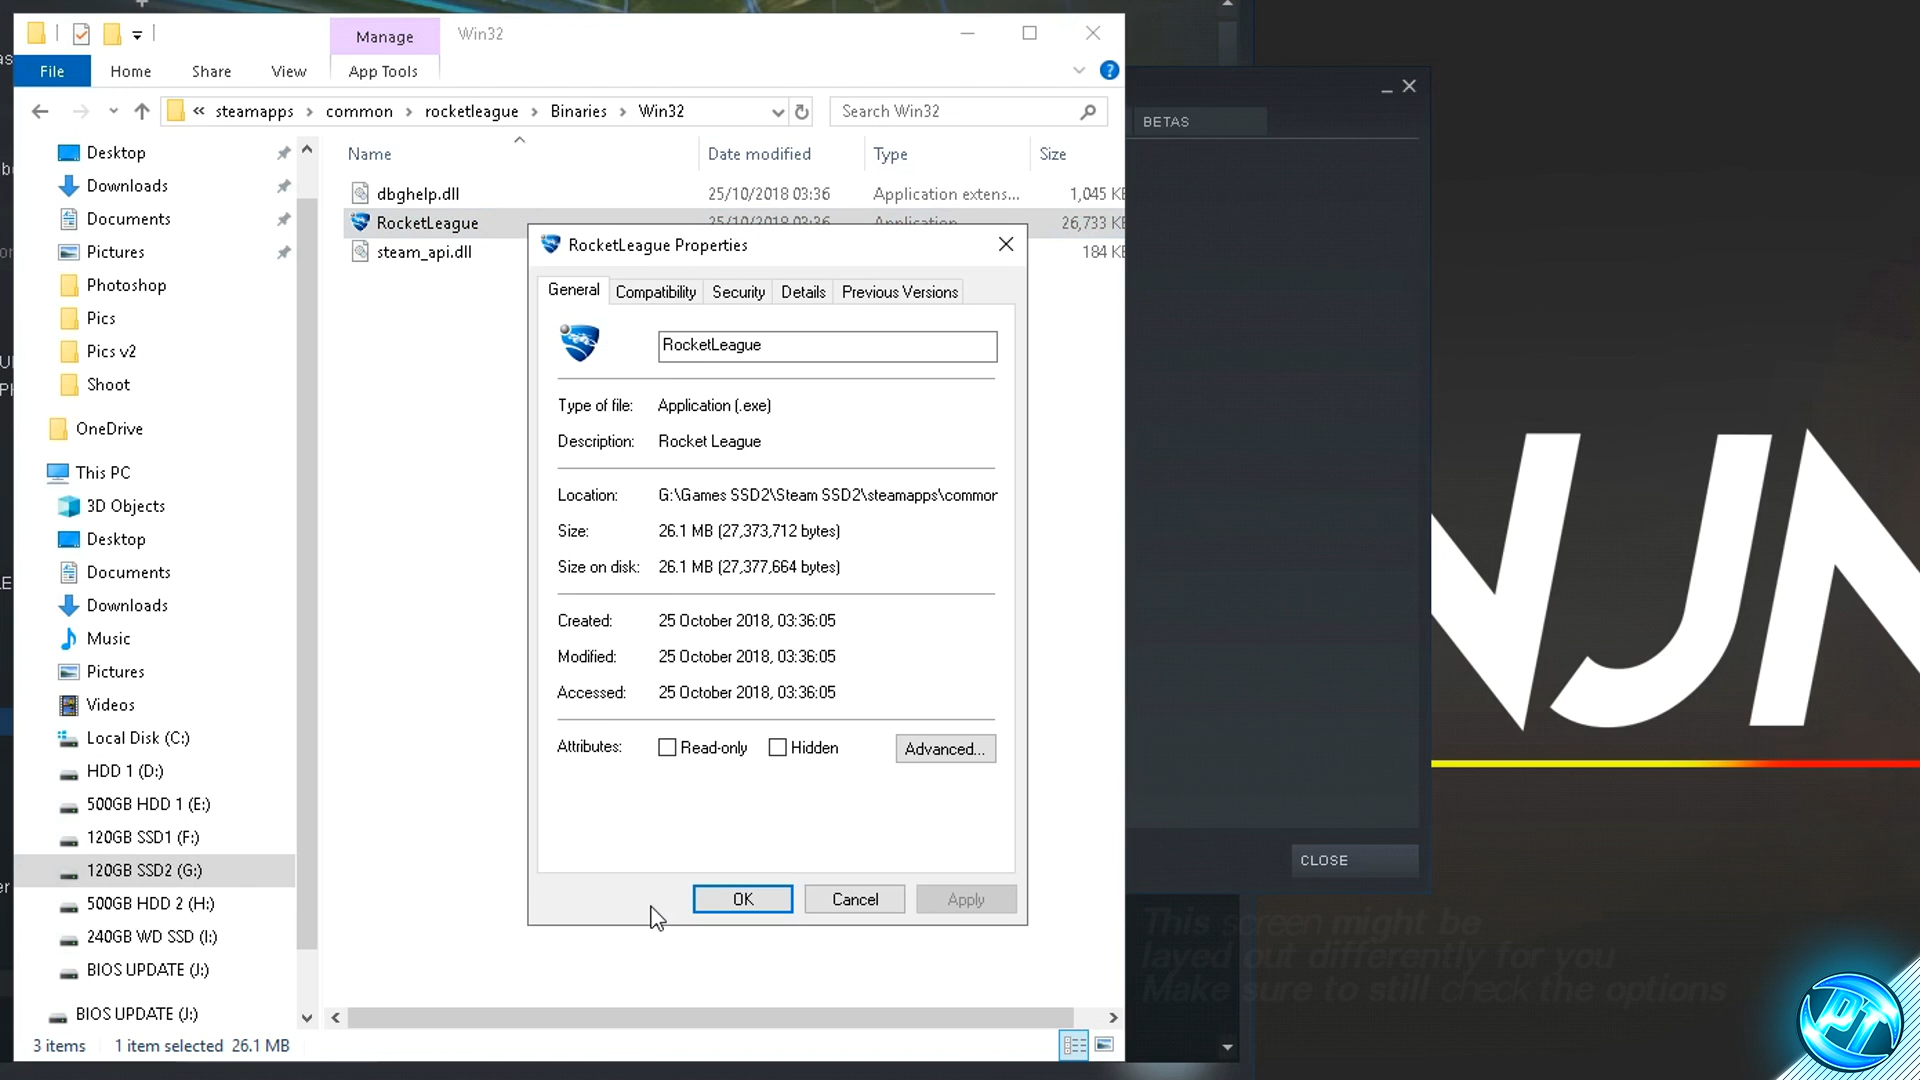 Manage
Win32
File
Home
Share
View
App Tools
« steamapps › common › rocketleague › Binaries › Win32
Search Win32
Name
Date modified
Type
Size
dbghelp.dll
25/10/2018 03:36
Application extens...
1,045 KB
RocketLeague
25/10/2018 03:36
Application
26,733 KB
steam_api.dll
184 KB
Desktop
Downloads
Documents
Pictures
Photoshop
Pics
Pics v2
Shoot
OneDrive
This PC
3D Objects
Desktop
Documents
Downloads
Music
Pictures
Videos
Local Disk (C:)
HDD 1 (D:)
500GB HDD 1 (E:)
120GB SSD1 (F:)
120GB SSD2 (G:)
500GB HDD 2 (H:)
240GB WD SSD (I:)
BIOS UPDATE (J:)
BIOS UPDATE (J:)
3 items
1 item selected 26.1 MB
RocketLeague Properties
General
Compatibility
Security
Details
Previous Versions
RocketLeague
Type of file: Application (.exe)
Description: Rocket League
Location: G:\Games SSD2\Steam SSD2\steamapps\common
Size: 26.1 MB (27,373,712 bytes)
Size on disk: 26.1 MB (27,377,664 bytes)
Created: 25 October 2018, 03:36:05
Modified: 25 October 2018, 03:36:05
Accessed: 25 October 2018, 03:36:05
Attributes: Read-only Hidden Advanced...
OK
Cancel
Apply
BETAS
CLOSE
This screen might be
layed out differently for you
Make sure to still check the options
NJN
PT